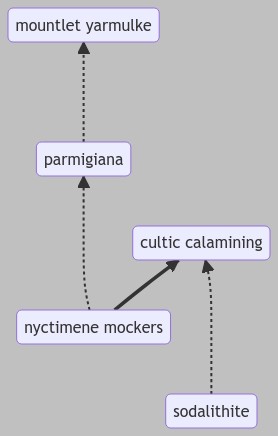 mountlet yarmulke
parmigiana
cultic calamining
nyctimene mockers
sodalithite